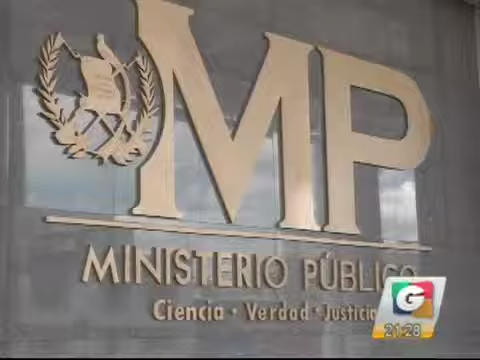 MP
MINISTERIO PÚBLICO
Ciencia · Verdad · Justicia
G
21:28